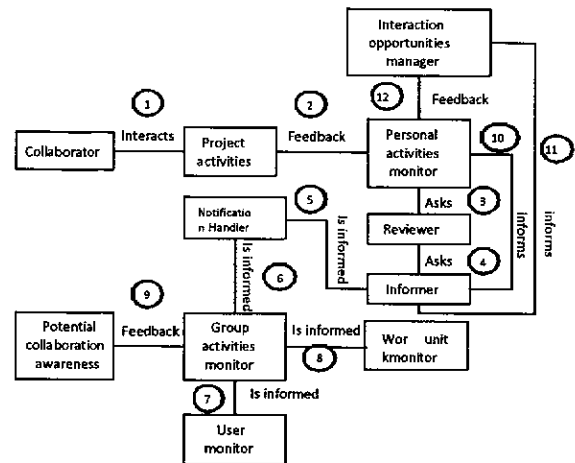 Interaction
opportunities
manager
12
Feedback
1
2
Interacts
Feedback
Collaborator
Project
activities
Personal
activities
monitor
10
11
Asks
3
5
Notificatio
n Handler
Is informed
Reviewer
informs
informs
Asks
4
Is informed
6
Informer
9
Potential
collaboration
awareness
Feedback
Group
activities
monitor
Is informed
8
Wor unit
kmonitor
7
Is informed
User
monitor